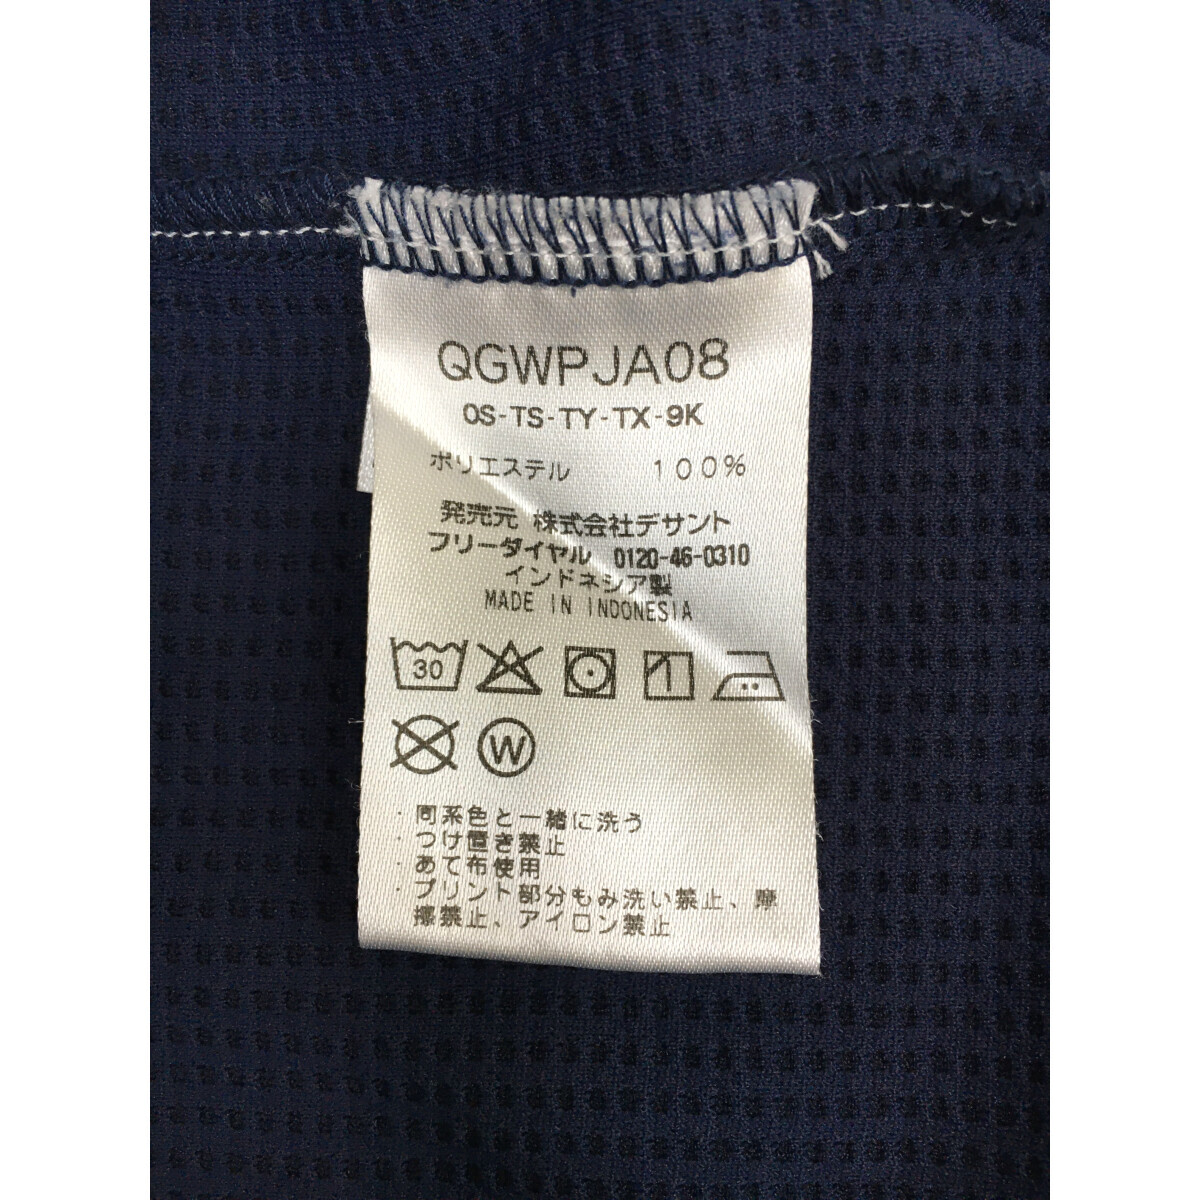 QGWPJA08
OS-TS-TY-TX-9K
ポリエステル　100%
発売元 株式会社デサント
フリーダイヤル 0120-46-0310
インドネシア製
MADE IN INDONESIA
30
W
・同系色と一緒に洗う
・つけ置き禁止
・あて布使用
・プリント部分もみ洗い禁止、摩
擦禁止、アイロン禁止